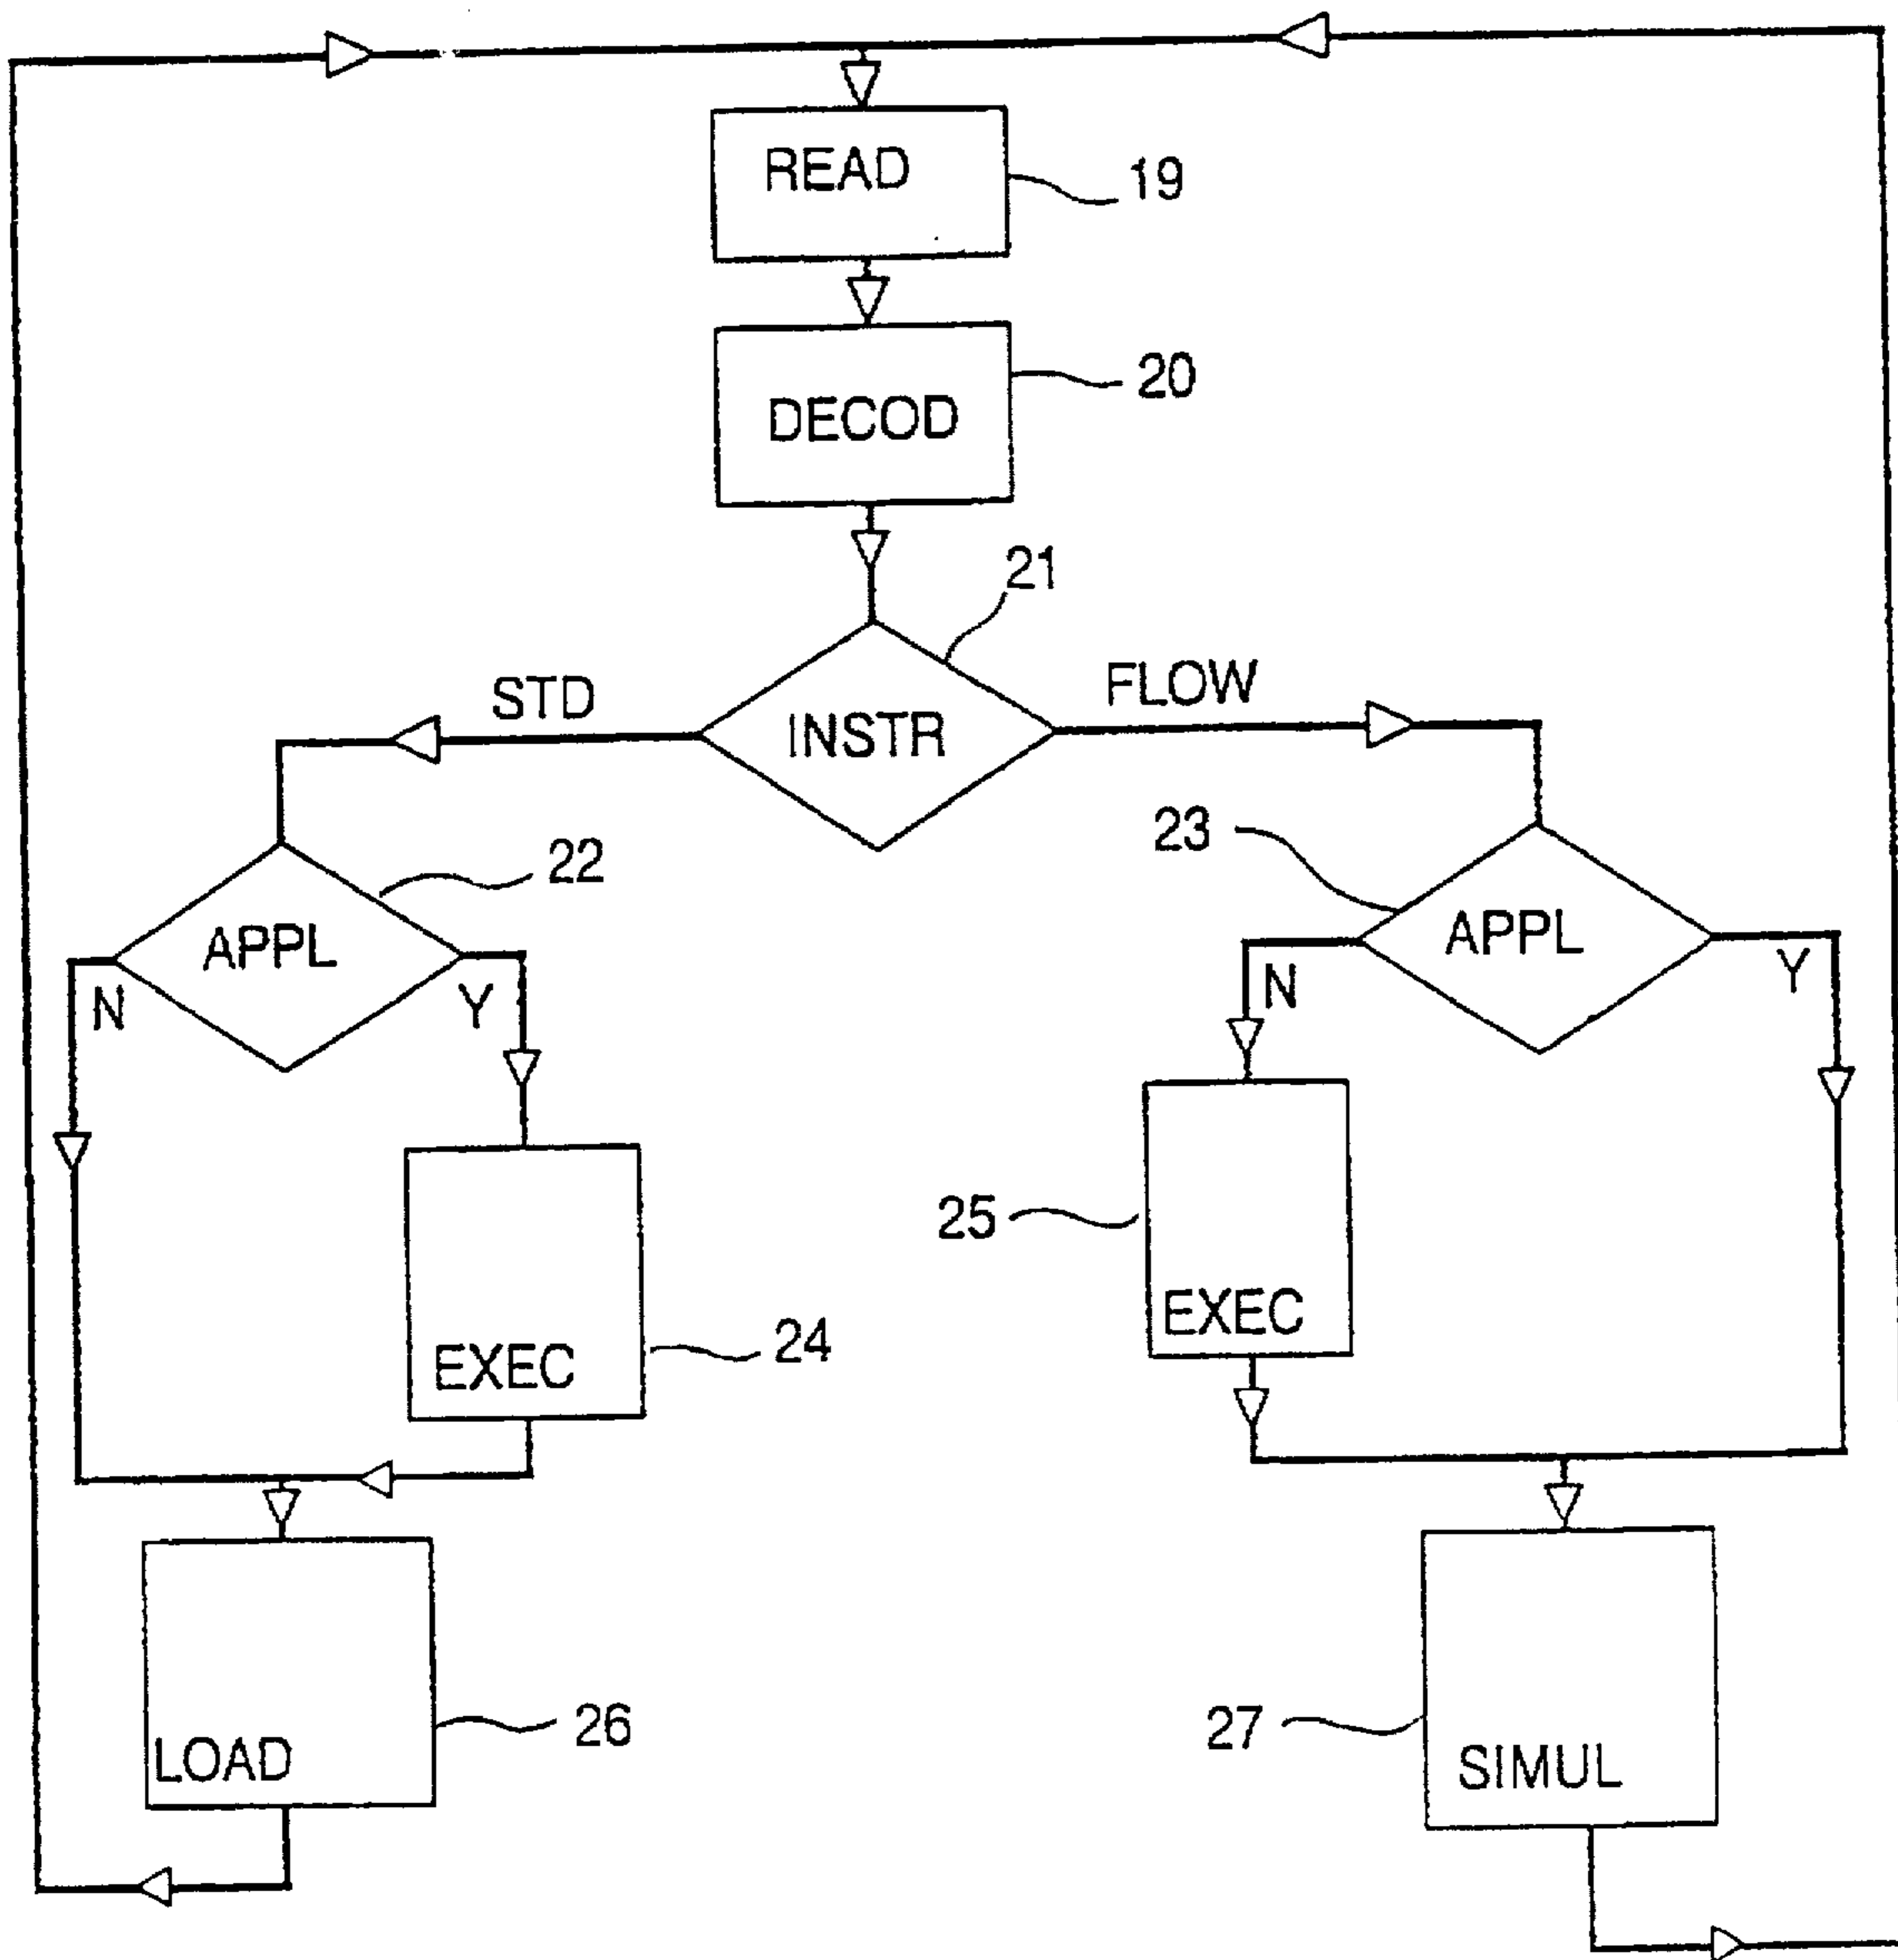 READ
19
DECOD
20
21
STD
INSTR
FLOW
22
23
APPL
APPL
N
Y
N
Y
25
EXEC
EXEC
24
LOAD
26
27
SIMUL